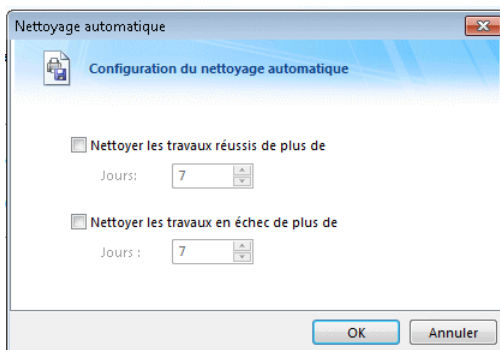 Nettoyage automatique
Configuration du nettoyage automatique
Nettoyer les travaux réussis de plus de
Jours: 7
Nettoyer les travaux en échec de plus de
Jours : 7
OK Annuler